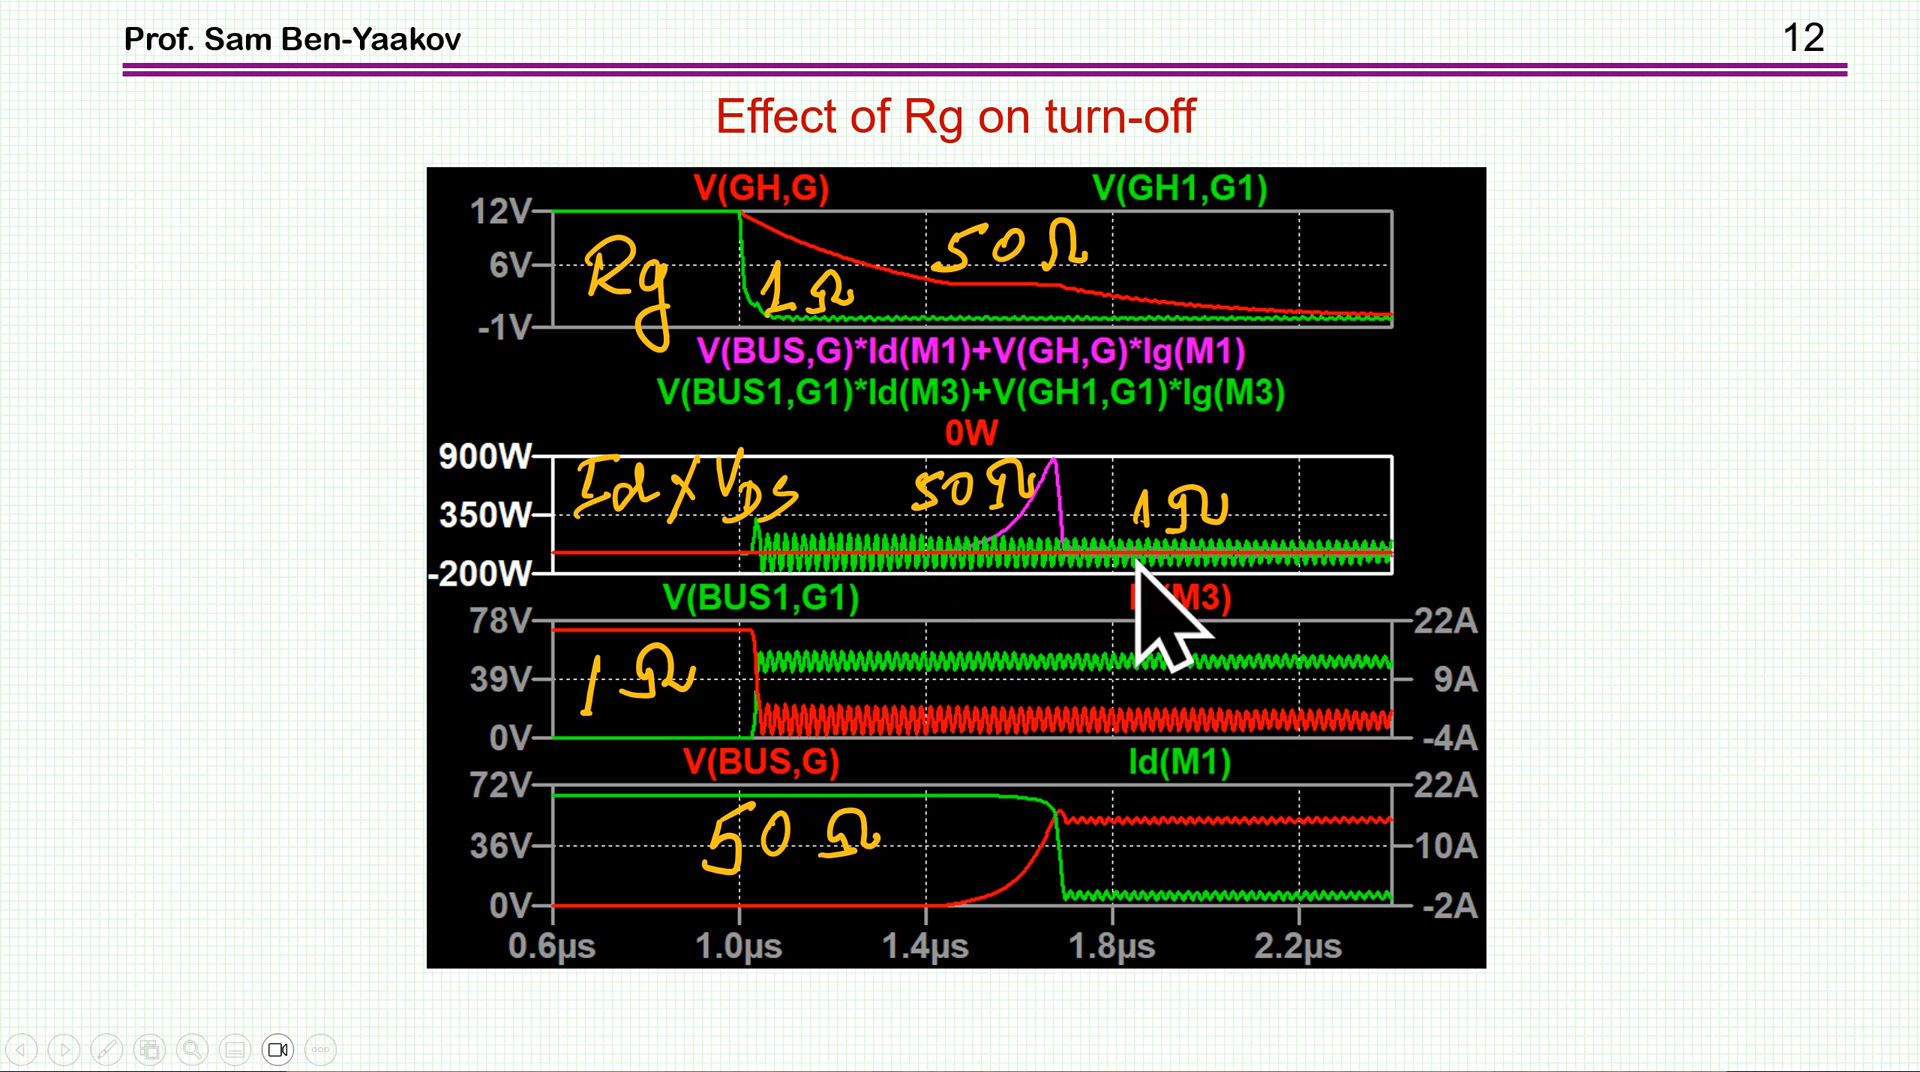 Prof. Sam Ben-Yaakov
12
Effect of Rg on turn-off
V(GH,G) V(GH1,G1)
12V
6V
-1V
Rg 1Ω 50Ω
V(BUS,G)*Id(M1)+V(GH,G)*Ig(M1)
V(BUS1,G1)*Id(M3)+V(GH1,G1)*Ig(M3)
0W
900W
350W
-200W
Id x VDS 50Ω 1Ω
V(BUS1,G1) (M3)
78V 22A
39V 9A
0V -4A
1Ω
V(BUS,G) Id(M1)
72V 22A
36V 10A
0V -2A
50Ω
0.6µs 1.0µs 1.4µs 1.8µs 2.2µs